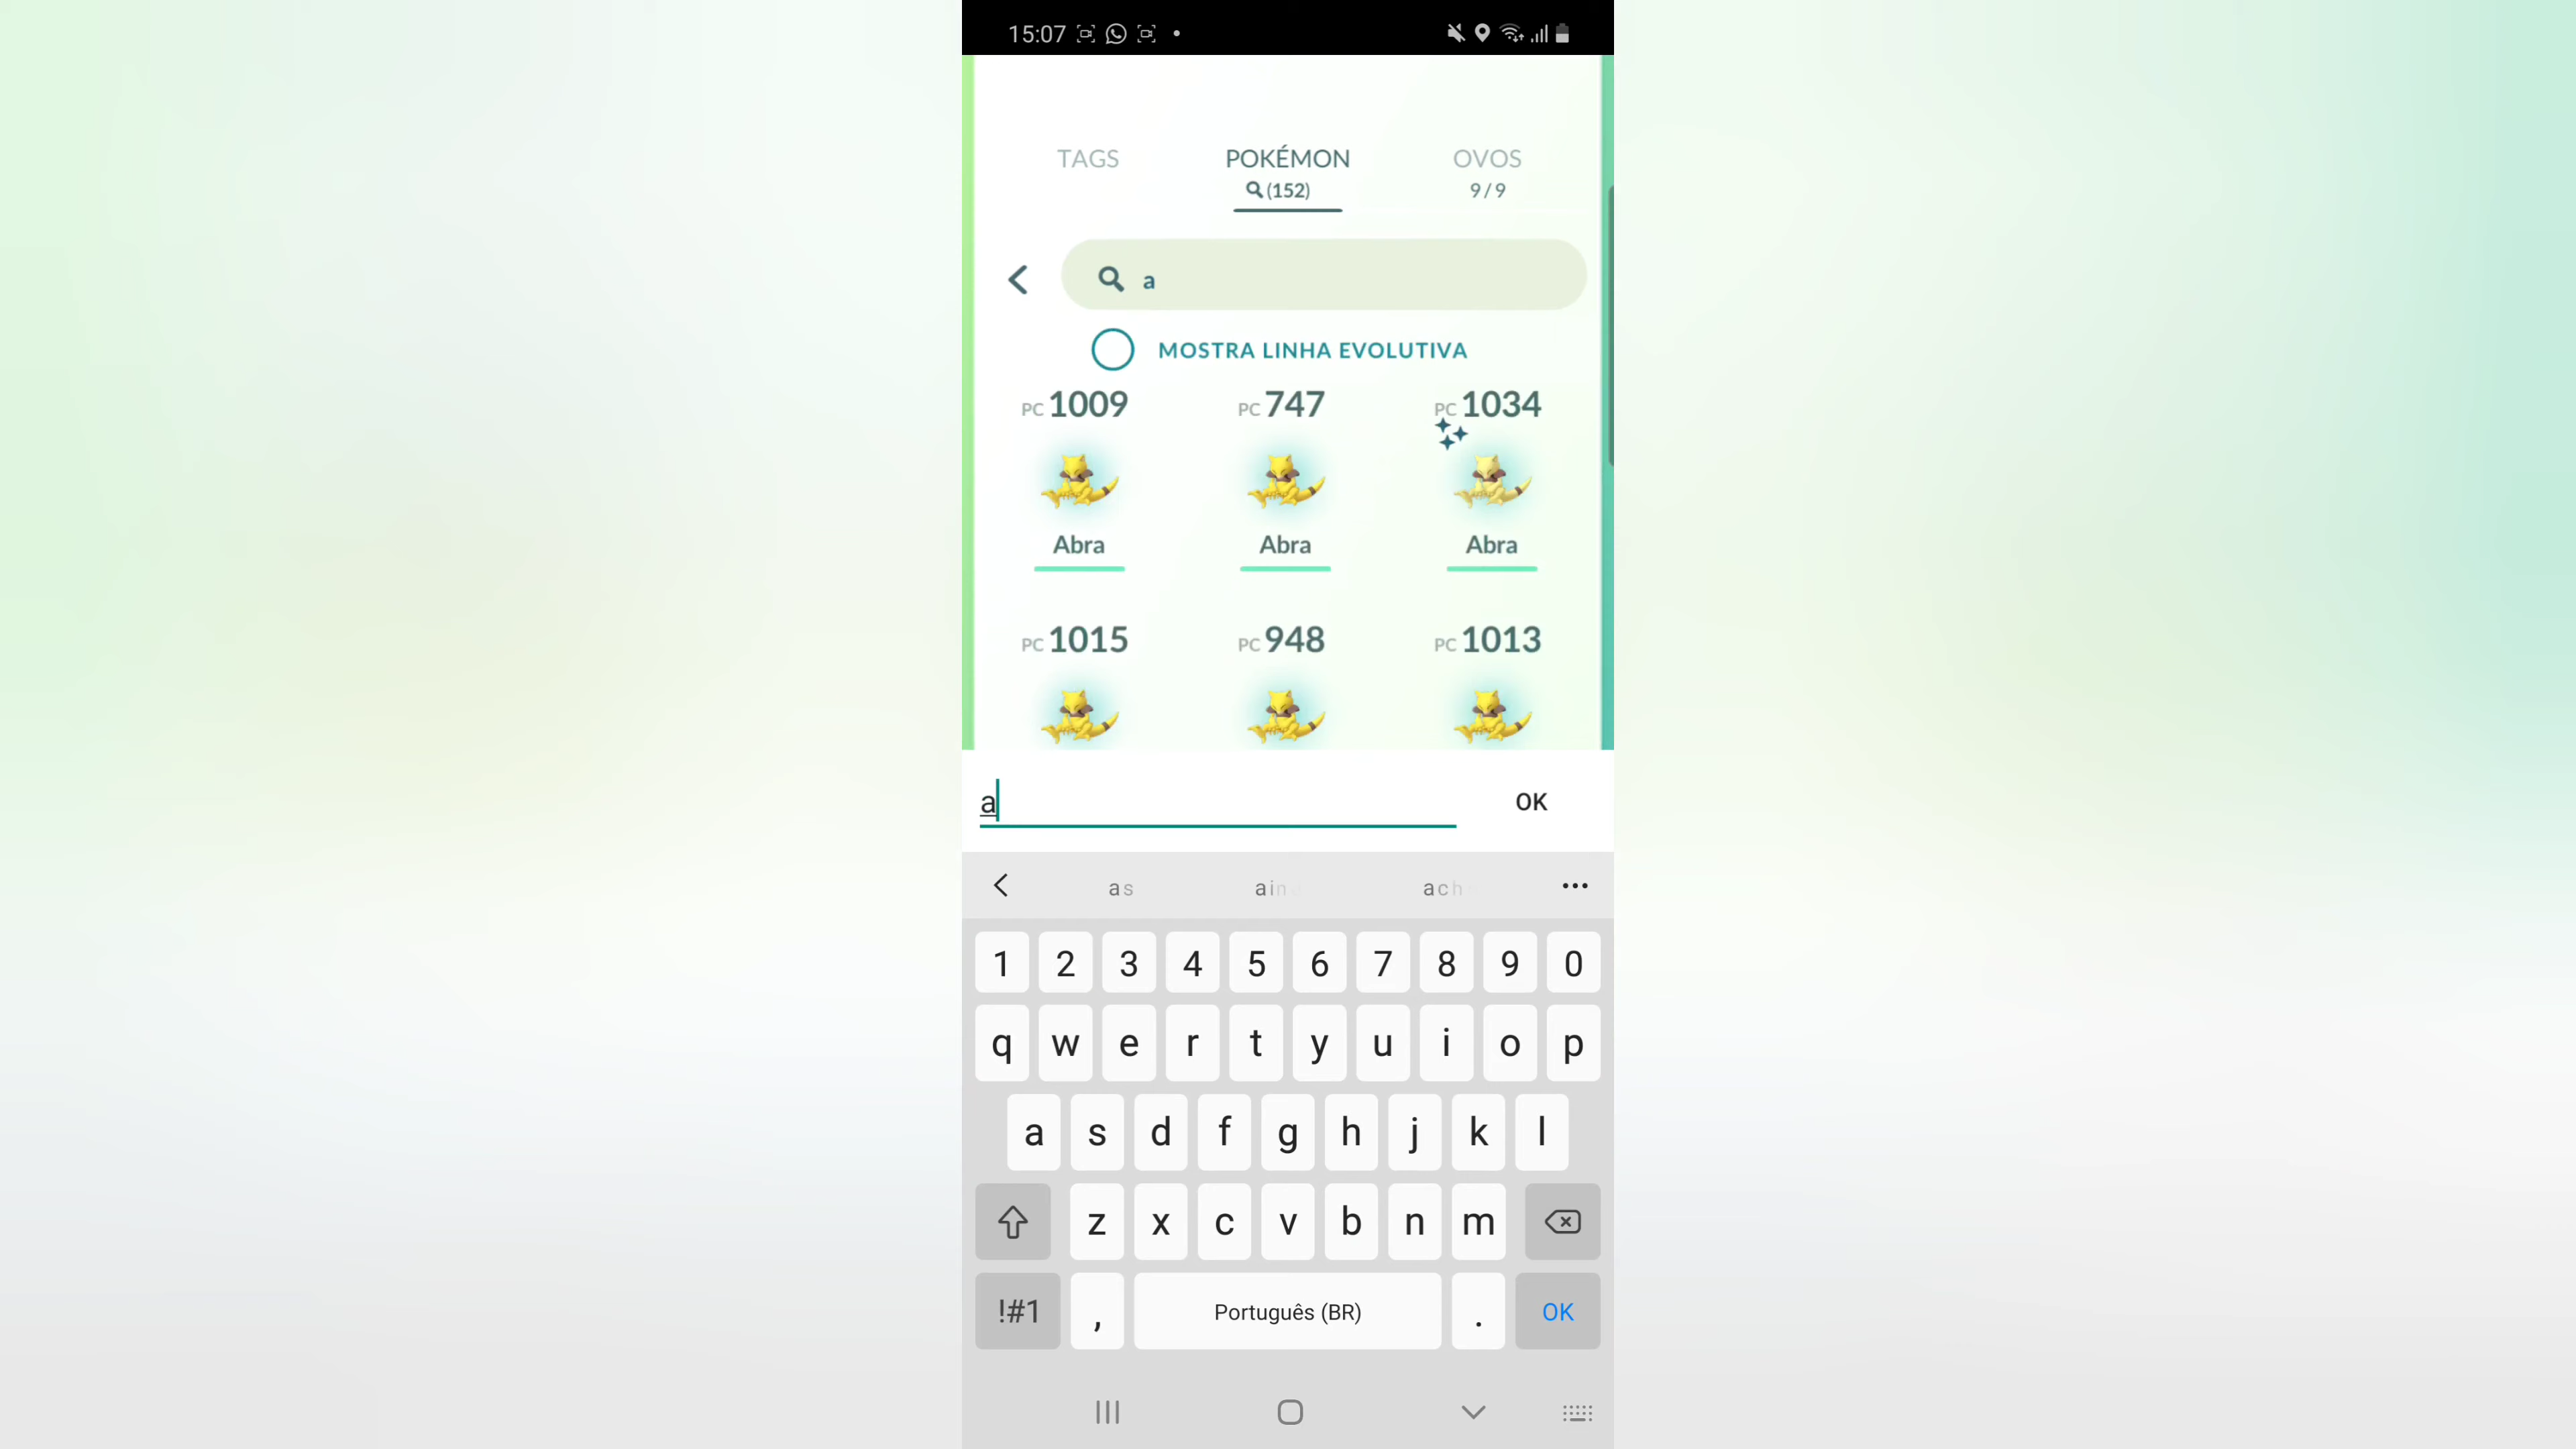 15:07
TAGS POKÉMON OVOS
(152) 9/9
a
MOSTRA LINHA EVOLUTIVA
PC 1009 PC 747 PC 1034
Abra Abra Abra
PC 1015 PC 948 PC 1013
a OK
as ain ach
1 2 3 4 5 6 7 8 9 0
q w e r t y u i o p
a s d f g h j k l
z x c v b n m
!#1 , Português (BR) . OK